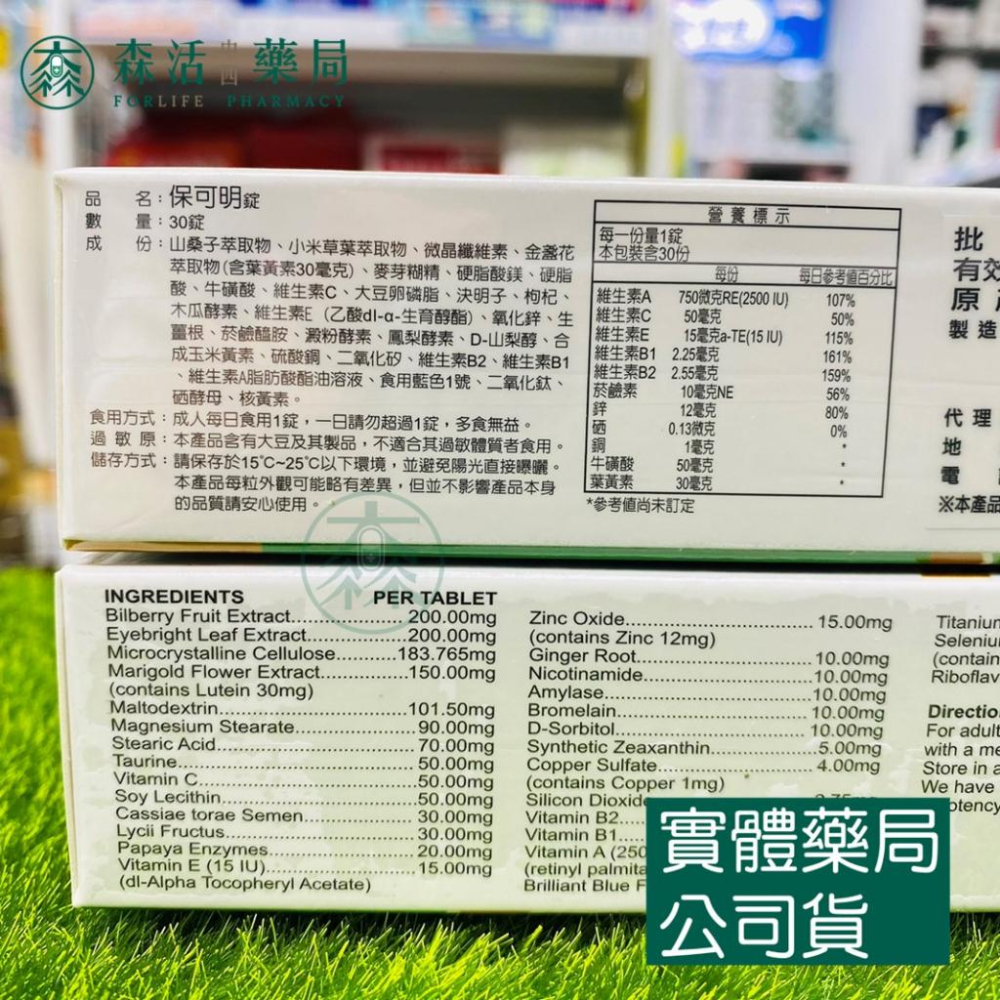 森活中西藥局
FORLIFE PHARMACY
品名：保可明錠
數量：30錠
成份：山桑子萃取物、小米草葉萃取物、微晶纖維素、金盞花
萃取物(含葉黃素30毫克)、麥芽糊精、硬脂酸鎂、硬脂
酸、牛磺酸、維生素C、大豆卵磷脂、決明子、枸杞、
木瓜酵素、維生素E（乙酸dl-α-生育醇酯）、氧化鋅、生
薑根、菸鹼醯胺、澱粉酵素、鳳梨酵素、D-山梨醇、合
成玉米黃素、硫酸銅、二氧化矽、維生素B2、維生素B1
、維生素A脂肪酸酯油溶液、食用藍色1號、二氧化鈦、
硒酵母、核黃素。
食用方式：成人每日食用1錠，一日請勿超過1錠，多食無益。
過敏原：本產品含有大豆及其製品，不適合其過敏體質者食用。
儲存方式：請保存於15℃~25℃以下環境，並避免陽光直接曝曬。
本產品每粒外觀可能略有差異，但並不影響產品本身
的品質請安心使用。
營養標示
每一份量1錠
本包裝含30份
每份 每日參考值百分比
維生素A 750微克RE(2500 IU) 107%
維生素C 50毫克 50%
維生素E 15毫克a-TE(15 IU) 115%
維生素B1 2.25毫克 161%
維生素B2 2.55毫克 159%
菸鹼素 10毫克NE 56%
鋅 12毫克 80%
硒 0.13微克 0%
銅 1毫克 *
牛磺酸 50毫克 *
葉黃素 30毫克 *
*參考值尚未訂定
批
有效
原
製造
代理
地
電
※本產品
INGREDIENTS PER TABLET
Bilberry Fruit Extract.....200.00mg
Eyebright Leaf Extract.....200.00mg
Microcrystalline Cellulose.....183.765mg
Marigold Flower Extract.....150.00mg
(contains Lutein 30mg)
Maltodextrin.....101.50mg
Magnesium Stearate.....90.00mg
Stearic Acid.....70.00mg
Taurine.....50.00mg
Vitamin C.....50.00mg
Soy Lecithin.....50.00mg
Cassiae torae Semen.....30.00mg
Lycii Fructus.....30.00mg
Papaya Enzymes.....20.00mg
Vitamin E (15 IU).....15.00mg
(dl-Alpha Tocopheryl Acetate)
Zinc Oxide.....15.00mg
(contains Zinc 12mg)
Ginger Root.....10.00mg
Nicotinamide.....10.00mg
Amylase.....10.00mg
Bromelain.....10.00mg
D-Sorbitol.....10.00mg
Synthetic Zeaxanthin.....5.00mg
Copper Sulfate.....4.00mg
(contains Copper 1mg)
Silicon Dioxide
Vitamin B2...
Vitamin B1...
Vitamin A (250
(retinyl palmita
Brilliant Blue F
Titanium
Seleniu
(contain
Riboflav
Directio
For adult
with a me
Store in a
We have
otency
實體藥局
公司貨